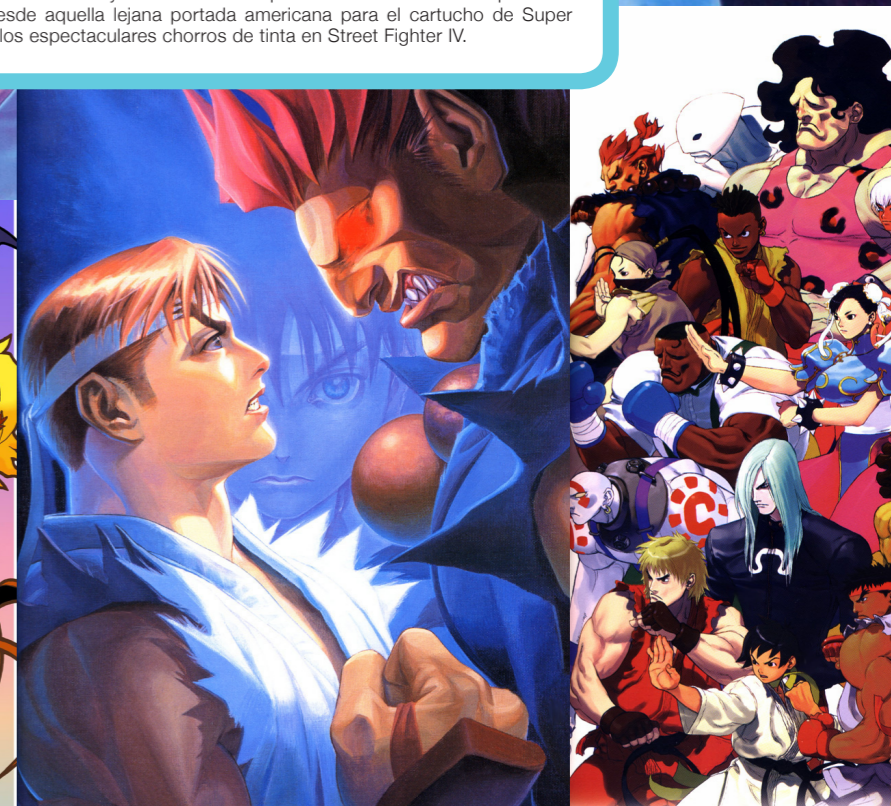 desde aquella lejana portada americana para el cartucho de Super
los espectaculares chorros de tinta en Street Fighter IV.